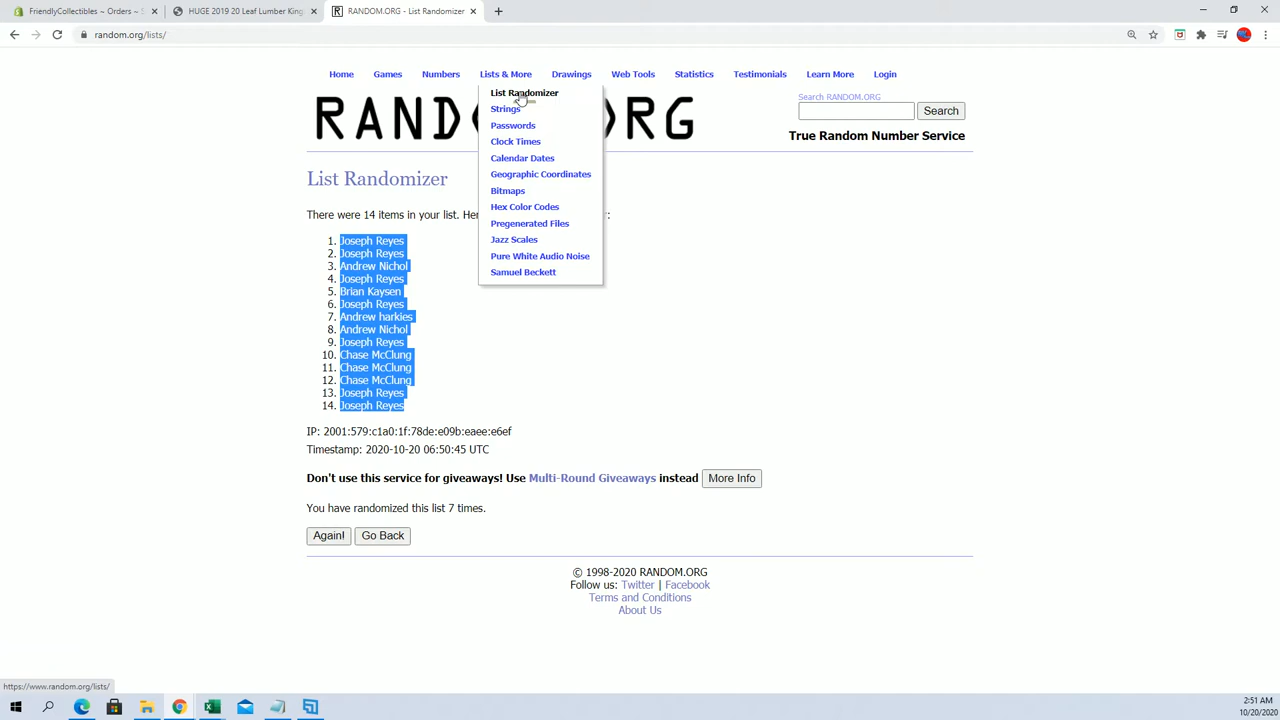 FriendlyCollectibles ~ Orders ~ S
HUGE 2019 20 Leaf Lumber King
RANDOM.ORG - List Randomizer
random.org/lists/
Home Games Numbers Lists & More Drawings Web Tools Statistics Testimonials Learn More Login
List Randomizer
Strings
Passwords
Clock Times
Calendar Dates
Geographic Coordinates
Bitmaps
Hex Color Codes
Pregenerated Files
Jazz Scales
Pure White Audio Noise
Samuel Beckett
RAND RG
Search RANDOM.ORG
Search
True Random Number Service
List Randomizer
There were 14 items in your list. Her r:
1. Joseph Reyes
2. Joseph Reyes
3. Andrew Nichol
4. Joseph Reyes
5. Brian Kaysen
6. Joseph Reyes
7. Andrew harkies
8. Andrew Nichol
9. Joseph Reyes
10. Chase McClung
11. Chase McClung
12. Chase McClung
13. Joseph Reyes
14. Joseph Reyes
IP: 2001:579:c1a0:1f:78de:e09b:eaee:e6ef
Timestamp: 2020-10-20 06:50:45 UTC
Don't use this service for giveaways! Use Multi-Round Giveaways instead More Info
You have randomized this list 7 times.
Again! Go Back
© 1998-2020 RANDOM.ORG
Follow us: Twitter | Facebook
Terms and Conditions
About Us
https://www.random.org/lists/
2:51 AM
10/20/2020